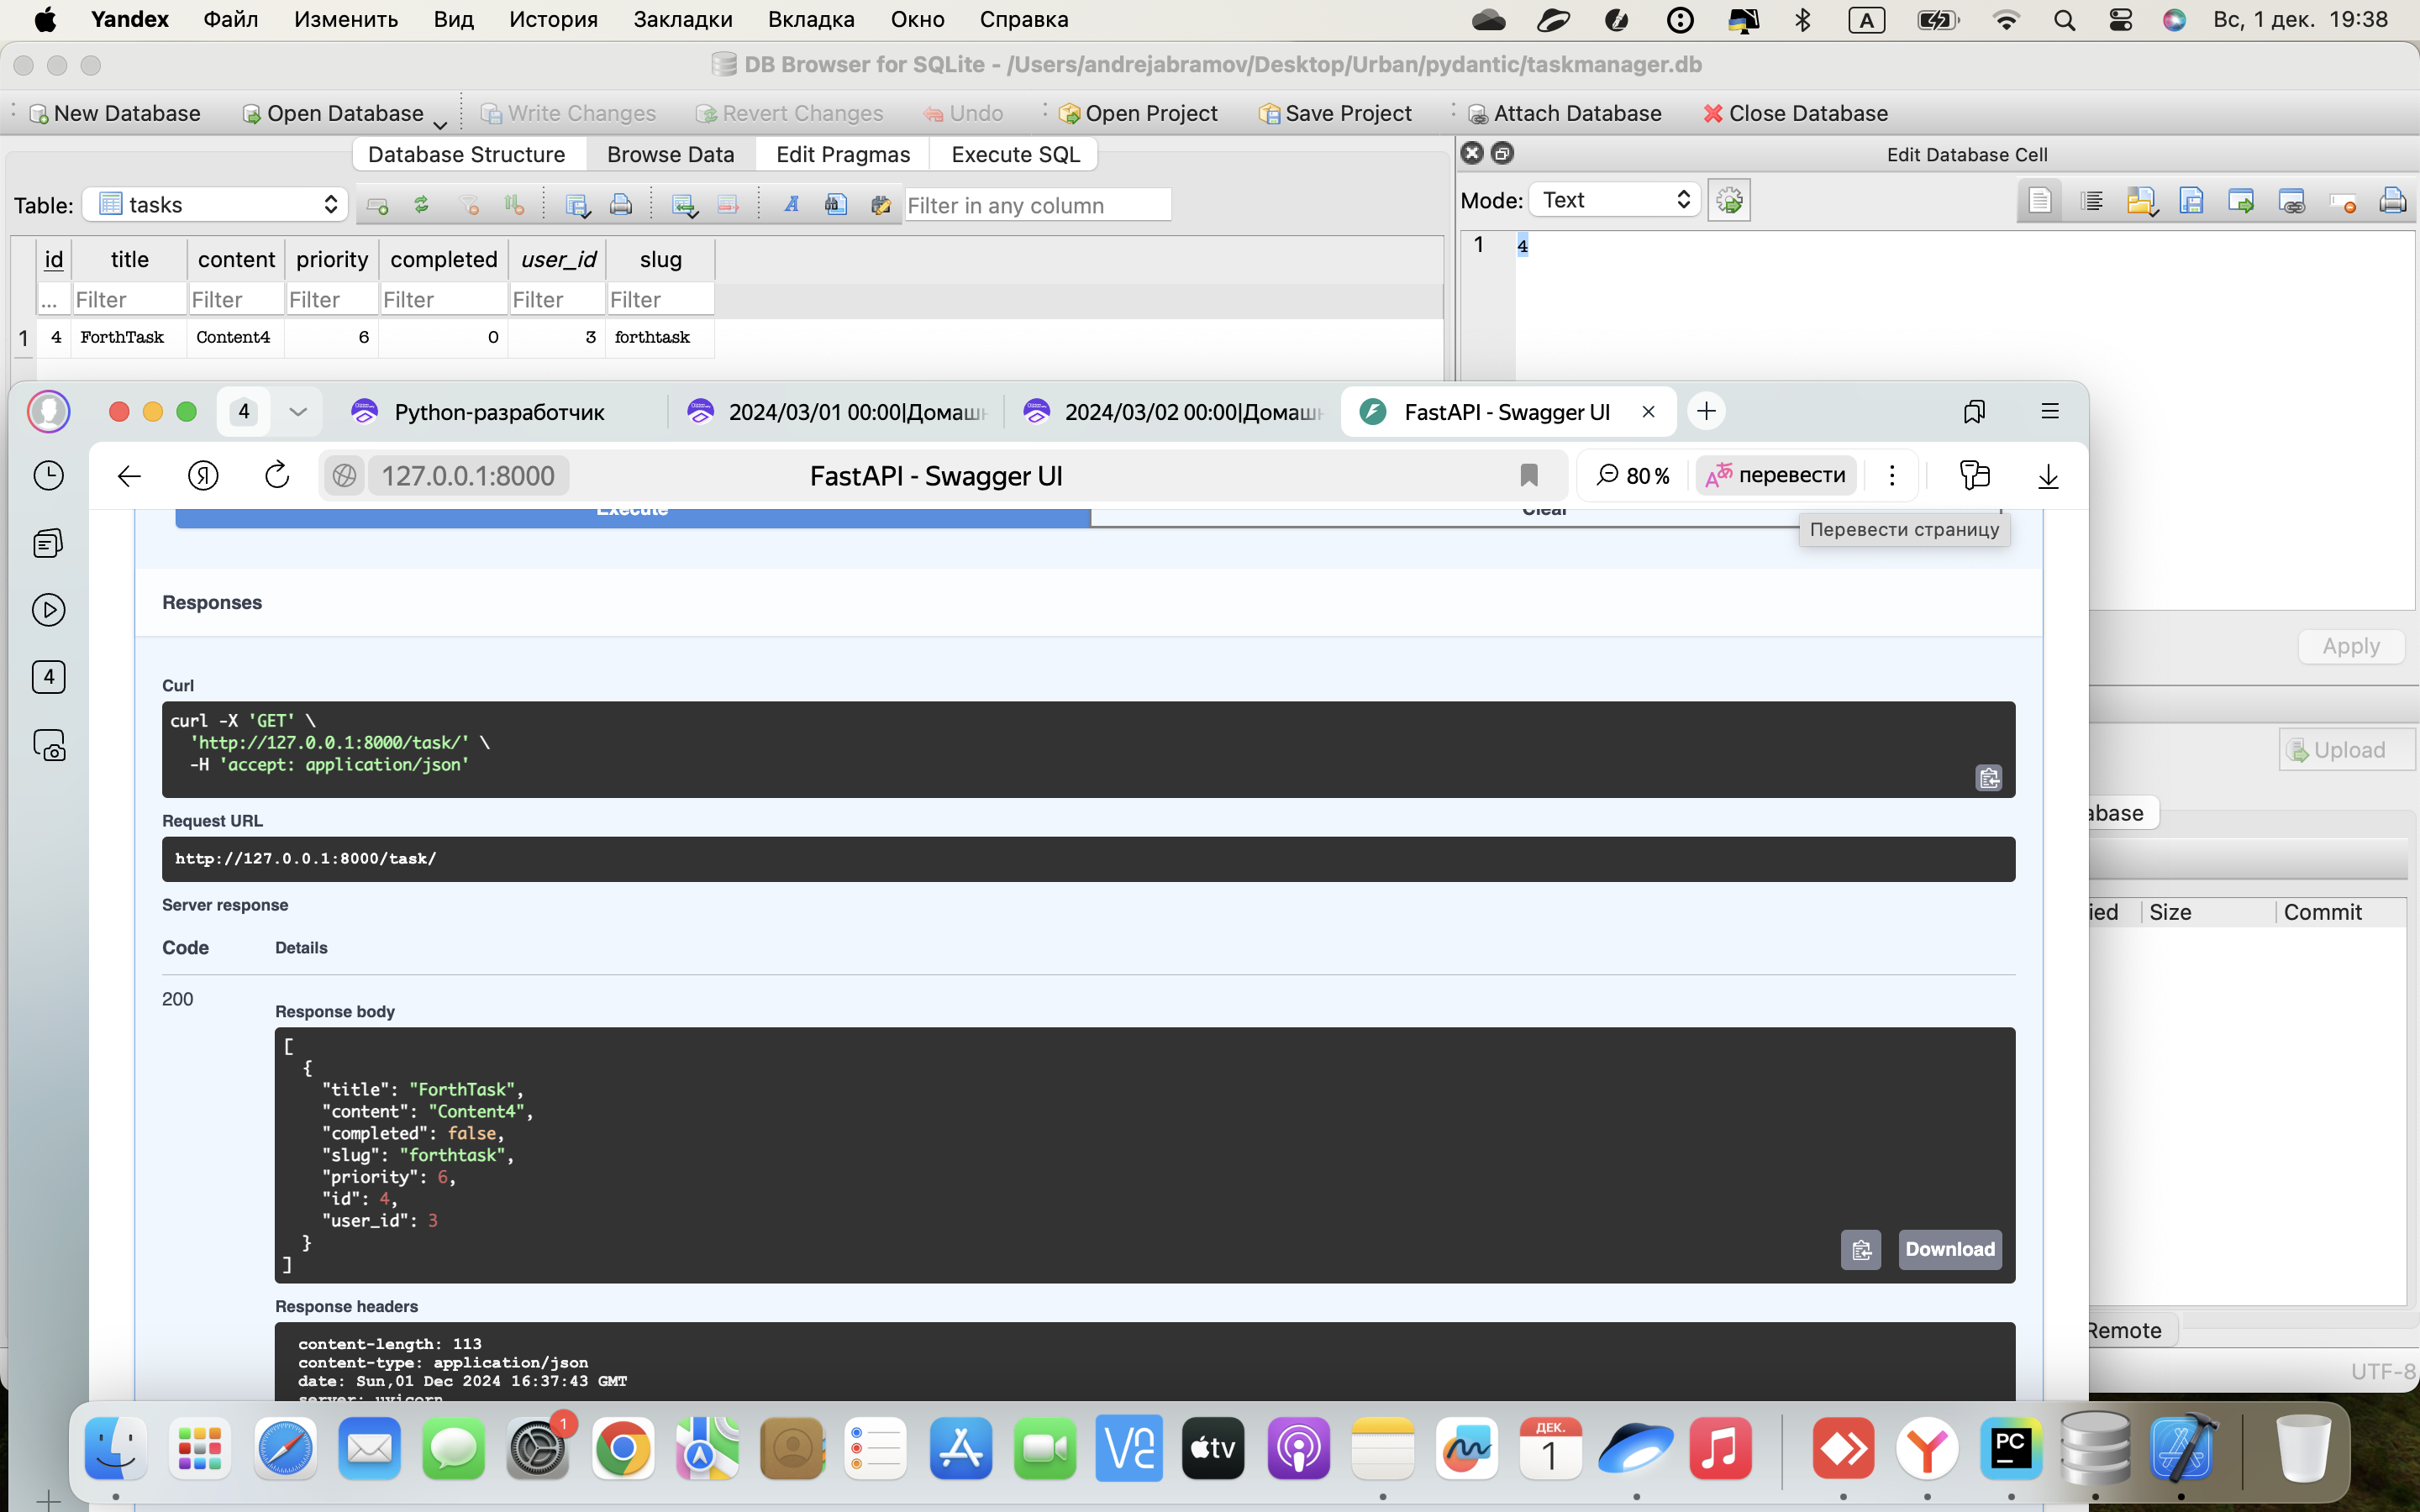 Yandex Файл Изменить Вид История Закладки Вкладка Окно Справка A Вс, 1 дек. 19:38
DB Browser for SQLite - /Users/andrejabramov/Desktop/Urban/pydantic/taskmanager.db
New Database Open Database Write Changes Revert Changes Undo Open Project Save Project Attach Database Close Database
Database Structure Browse Data Edit Pragmas Execute SQL Edit Database Cell
Table: tasks Filter in any column Mode: Text
1 4
id title content priority completed user_id slug
... Filter Filter Filter Filter Filter Filter
1 4 ForthTask Content4 6 0 3 forthtask
4 Python-разработчик 2024/03/01 00:00|Домашн 2024/03/02 00:00|Домашн FastAPI - Swagger UI
127.0.0.1:8000 FastAPI - Swagger UI 80 % перевести
Execute Clear
Перевести страницу
Responses
Apply
4
Curl
curl -X 'GET' \
'http://127.0.0.1:8000/task/' \
-H 'accept: application/json'
Upload
Request URL
abase
http://127.0.0.1:8000/task/
Server response
ied Size Commit
Code Details
200
Response body
[
{
"title": "ForthTask",
"content": "Content4",
"completed": false,
"slug": "forthtask",
"priority": 6,
"id": 4,
"user_id": 3
}
]
Download
Response headers
Remote
content-length: 113
content-type: application/json
date: Sun,01 Dec 2024 16:37:43 GMT
server: uvicorn
UTF-8
1
tv
ДЕК.
1
PC